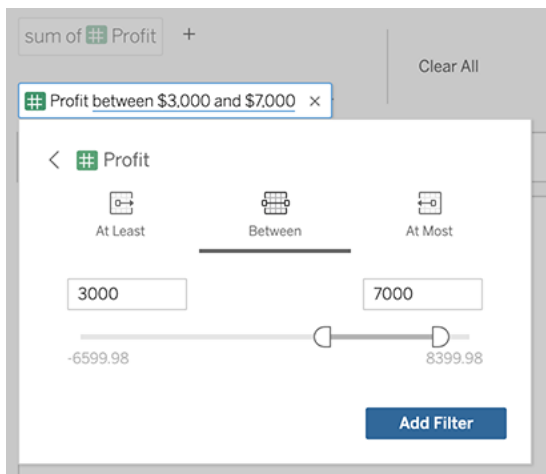 sum of # Profit +
Clear All
# Profit between $3,000 and $7,000 ×
< # Profit
At Least Between At Most
3000 7000
-6599.98 8399.98
Add Filter